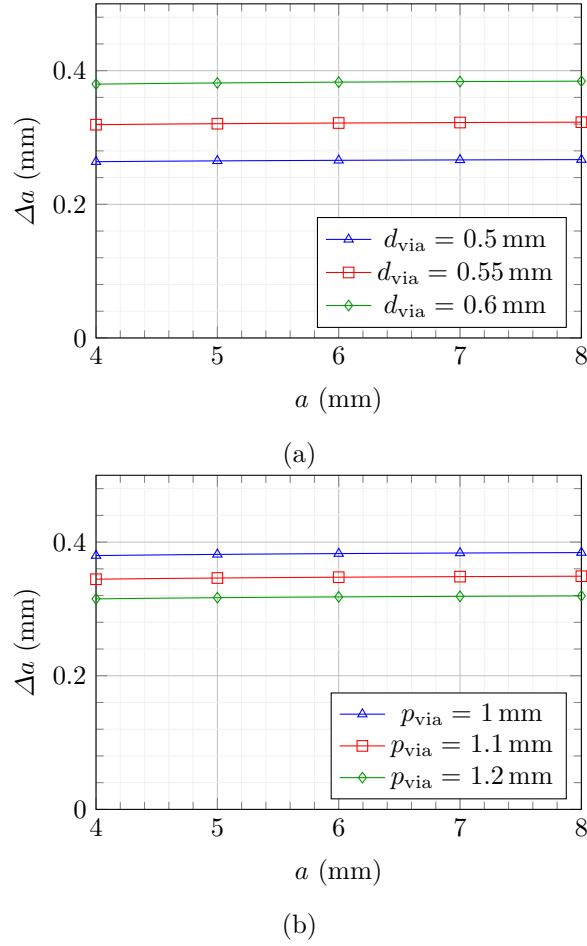 0.4
0.2
0
Δa (mm)
d_via = 0.5 mm
d_via = 0.55 mm
d_via = 0.6 mm
4 5 6 7 8
a (mm)
(a)
0.4
0.2
0
Δa (mm)
p_via = 1 mm
p_via = 1.1 mm
p_via = 1.2 mm
4 5 6 7 8
a (mm)
(b)